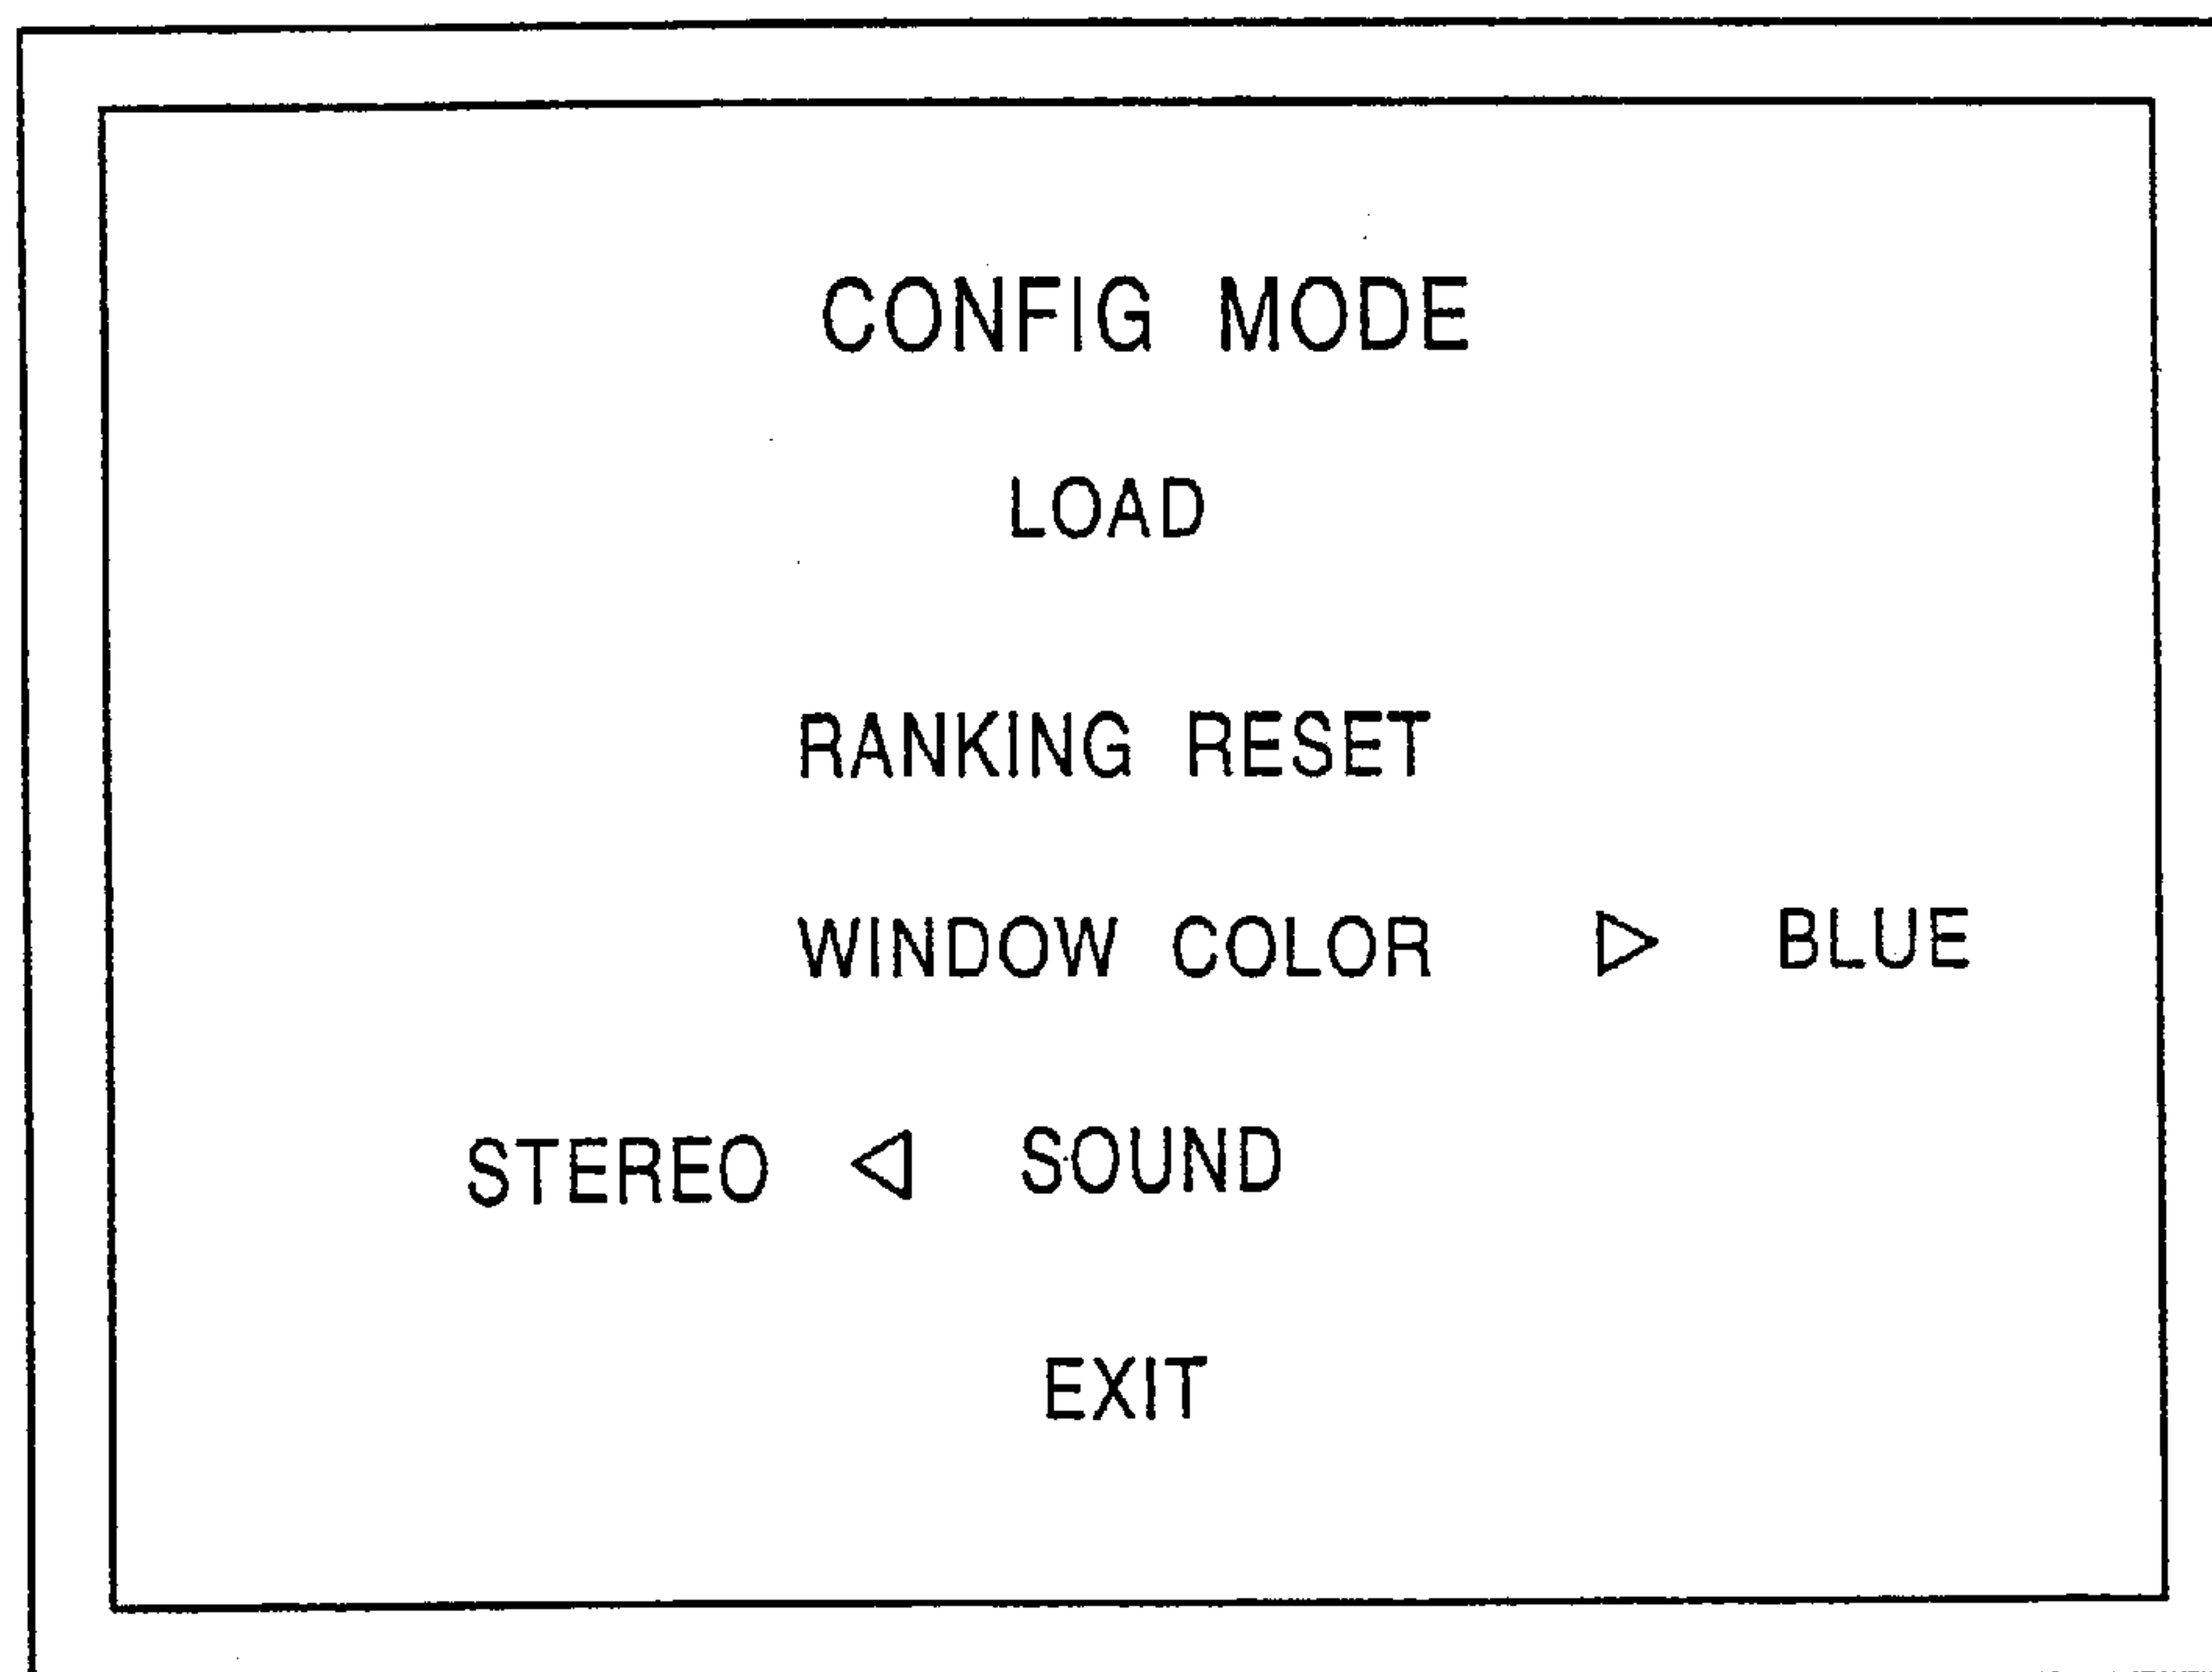 CONFIG MODE
LOAD
RANKING RESET
WINDOW COLOR ▷ BLUE
STEREO ◁ SOUND
EXIT